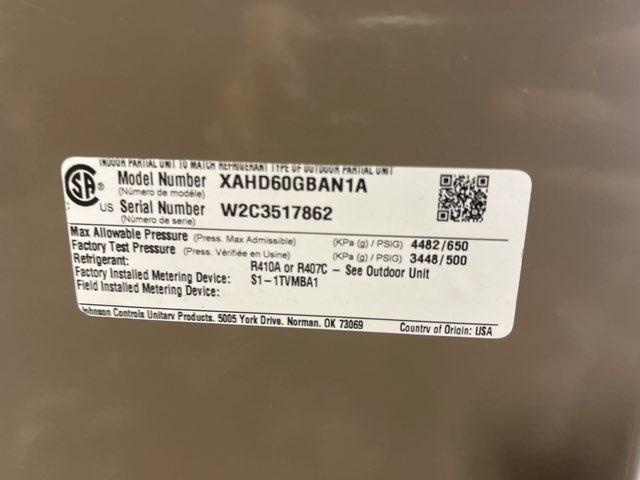 INDOOR PARTIAL UNIT TO MATCH REFRIGERANT TYPE OF OUTDOOR PARTIAL UNIT
SA ® Model Number XAHD60GBAN1A
(Número de modéle)
C US Serial Number W2C3517862
(Número de serie)
Max Allowable Pressure (Press. Max Admissible) (KPa (g) / PSIG) 4482/650
Factory Test Pressure (Press. Vérifiée en Usine) (KPa (g) / PSIG) 3448/500
Refrigerant: R410A or R407C - See Outdoor Unit
Factory Installed Metering Device: S1-1TVMBA1
Field Installed Metering Device:
Johnson Controls Unitary Products. 5005 York Drive. Norman. OK 73069 Country of Origin: USA